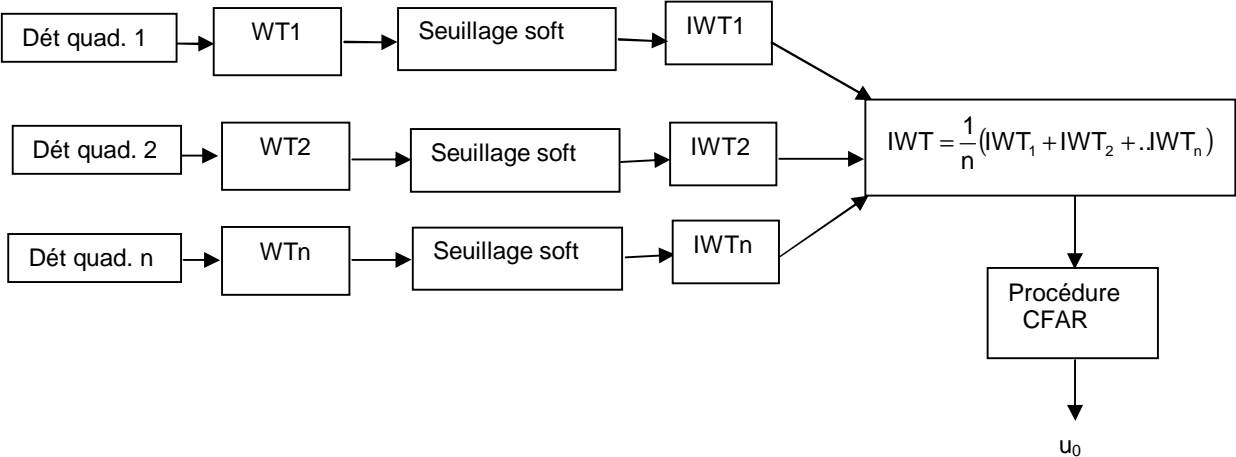 Dét quad. 1
WT1
Seuillage soft
IWT1
Dét quad. 2
WT2
Seuillage soft
IWT2
IWT = 1/n (IWT₁ + IWT₂ + ..IWTₙ)
Dét quad. n
WTn
Seuillage soft
IWTn
Procédure
CFAR
u₀